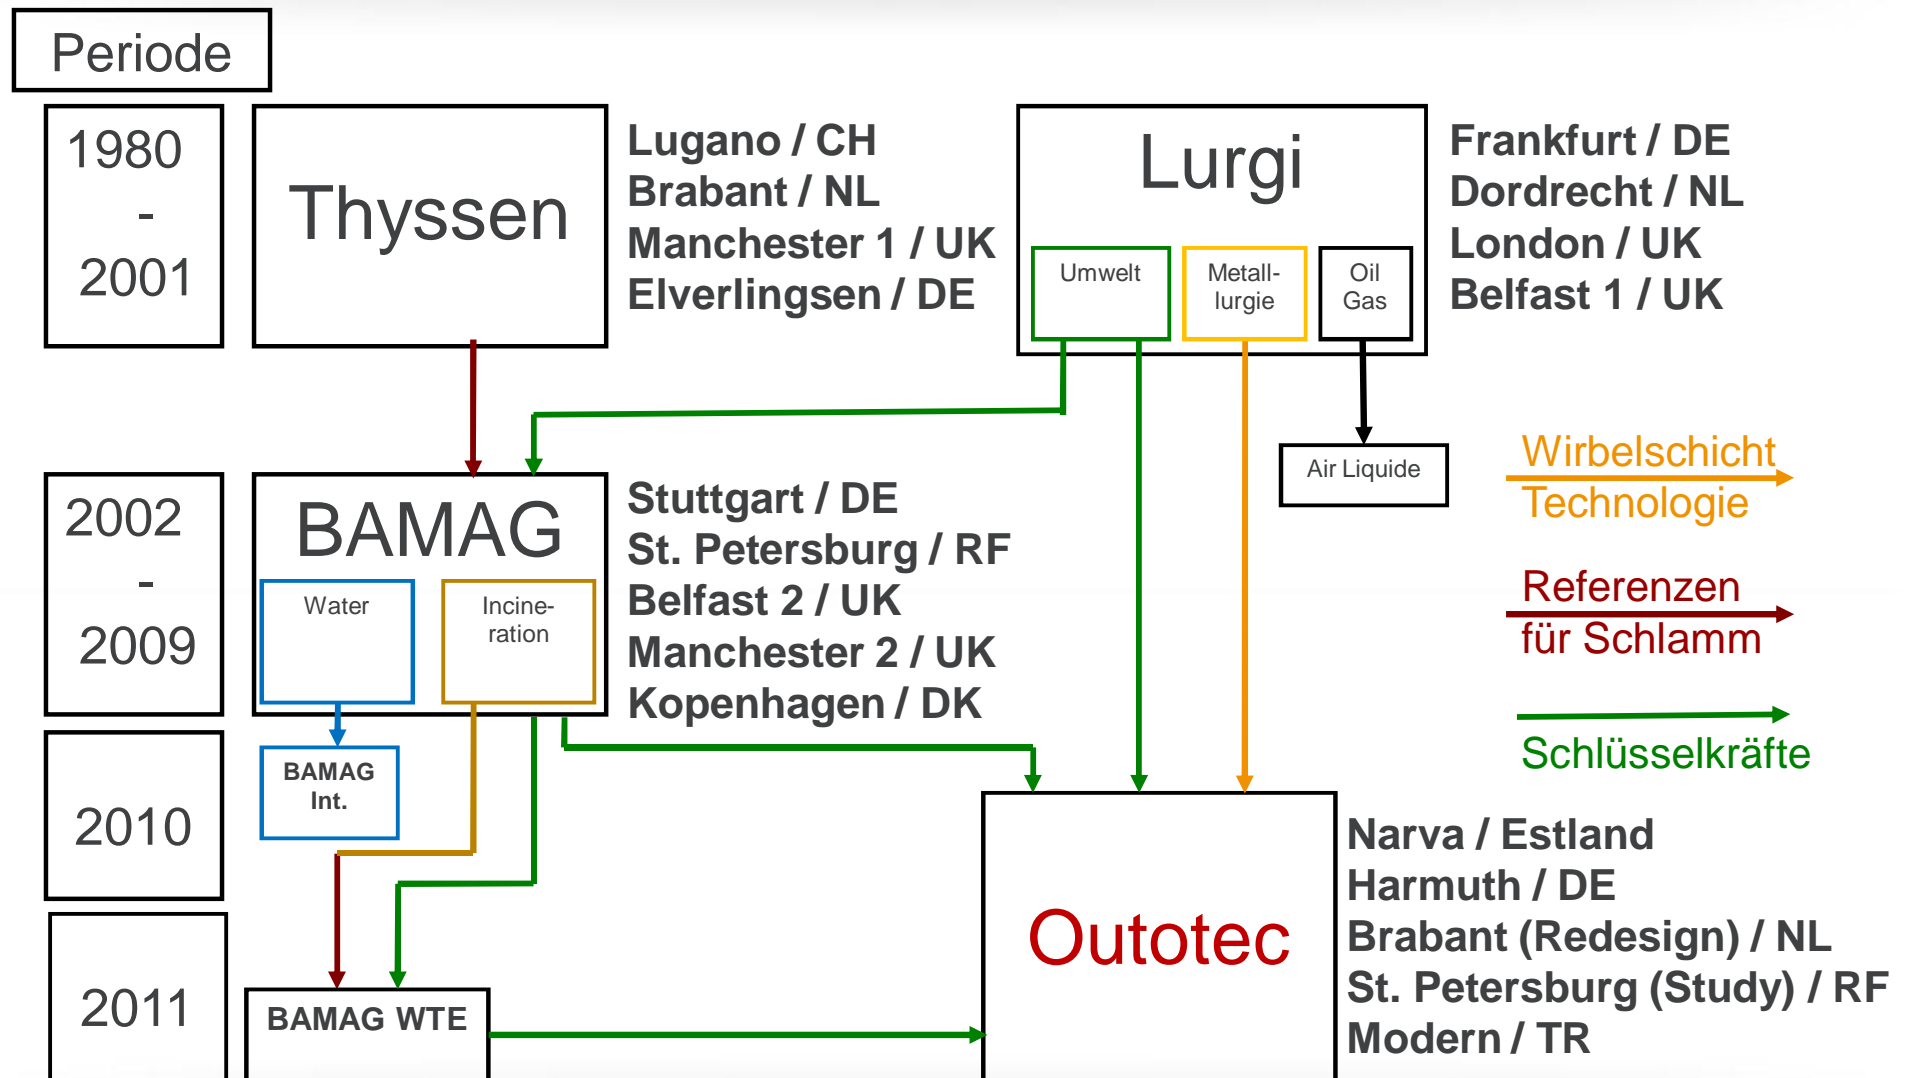 Periode
1980
-
2001
Thyssen
Lugano / CH
Brabant / NL
Manchester 1 / UK
Elverlingsen / DE
Lurgi
Umwelt
Metall-
lurgie
Oil
Gas
Frankfurt / DE
Dordrecht / NL
London / UK
Belfast 1 / UK
Air Liquide
Wirbelschicht
Technologie
Referenzen
für Schlamm
Schlüsselkräfte
2002
-
2009
BAMAG
Water
Incine-
ration
Stuttgart / DE
St. Petersburg / RF
Belfast 2 / UK
Manchester 2 / UK
Kopenhagen / DK
2010
BAMAG
Int.
2011
BAMAG WTE
Outotec
Narva / Estland
Harmuth / DE
Brabant (Redesign) / NL
St. Petersburg (Study) / RF
Modern / TR